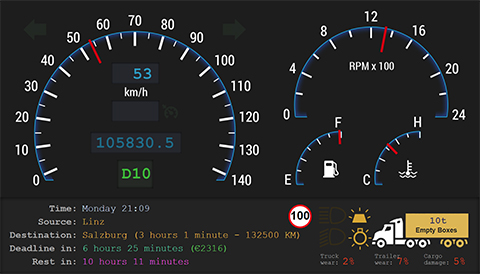 50 60 70 80 90
40 100
30 110
20 120
10 130
0 140
53
km/h
105830.5
D10
12
8 16
4 20
0 24
RPM x 100
F
E
H
C
Time: Monday 21:09
Source: Linz
Destination: Salzburg (3 hours 1 minute - 132500 KM)
Deadline in: 6 hours 25 minutes (€2316)
Rest in: 10 hours 11 minutes
100
10t
Empty Boxes
Truck wear: 2%
Trailer wear: 7%
Cargo damage: 5%